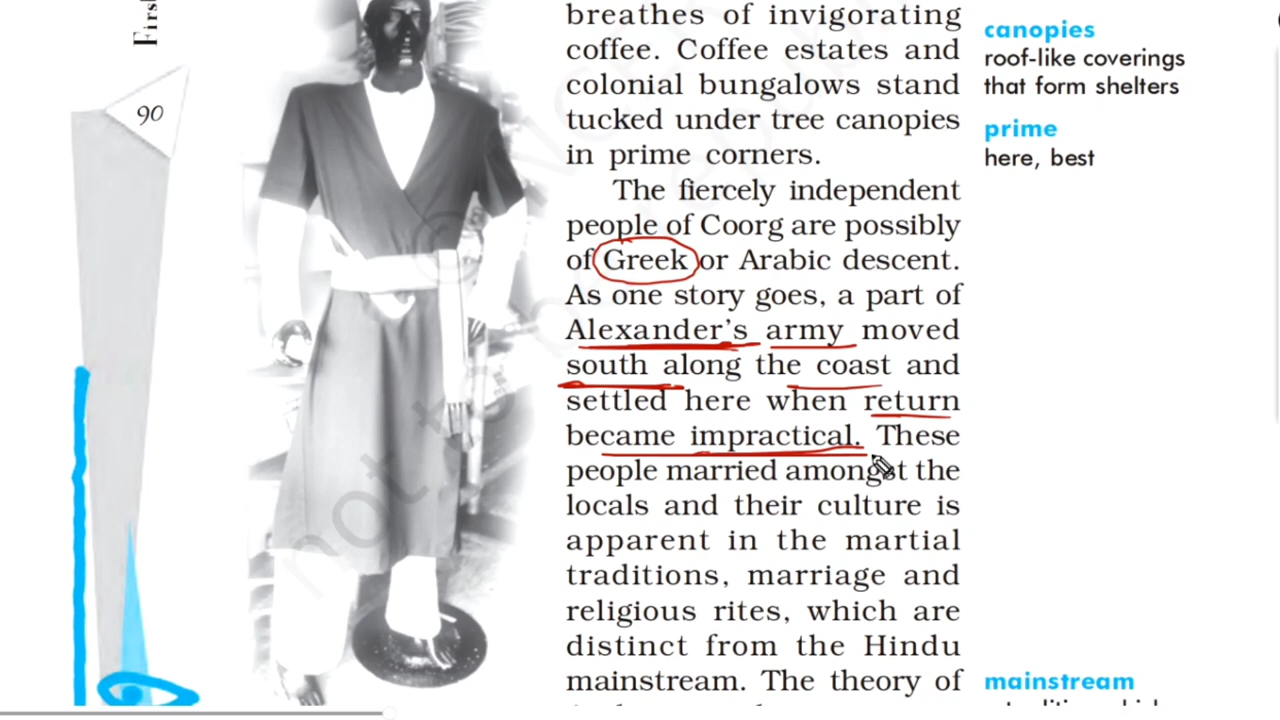 First
90
breathes of invigorating
coffee. Coffee estates and
colonial bungalows stand
tucked under tree canopies
in prime corners.
The fiercely independent
people of Coorg are possibly
of Greek or Arabic descent.
As one story goes, a part of
Alexander's army moved
south along the coast and
settled here when return
became impractical. These
people married amongst the
locals and their culture is
apparent in the martial
traditions, marriage and
religious rites, which are
distinct from the Hindu
mainstream. The theory of
canopies
roof-like coverings
that form shelters
prime
here, best
mainstream
not to be